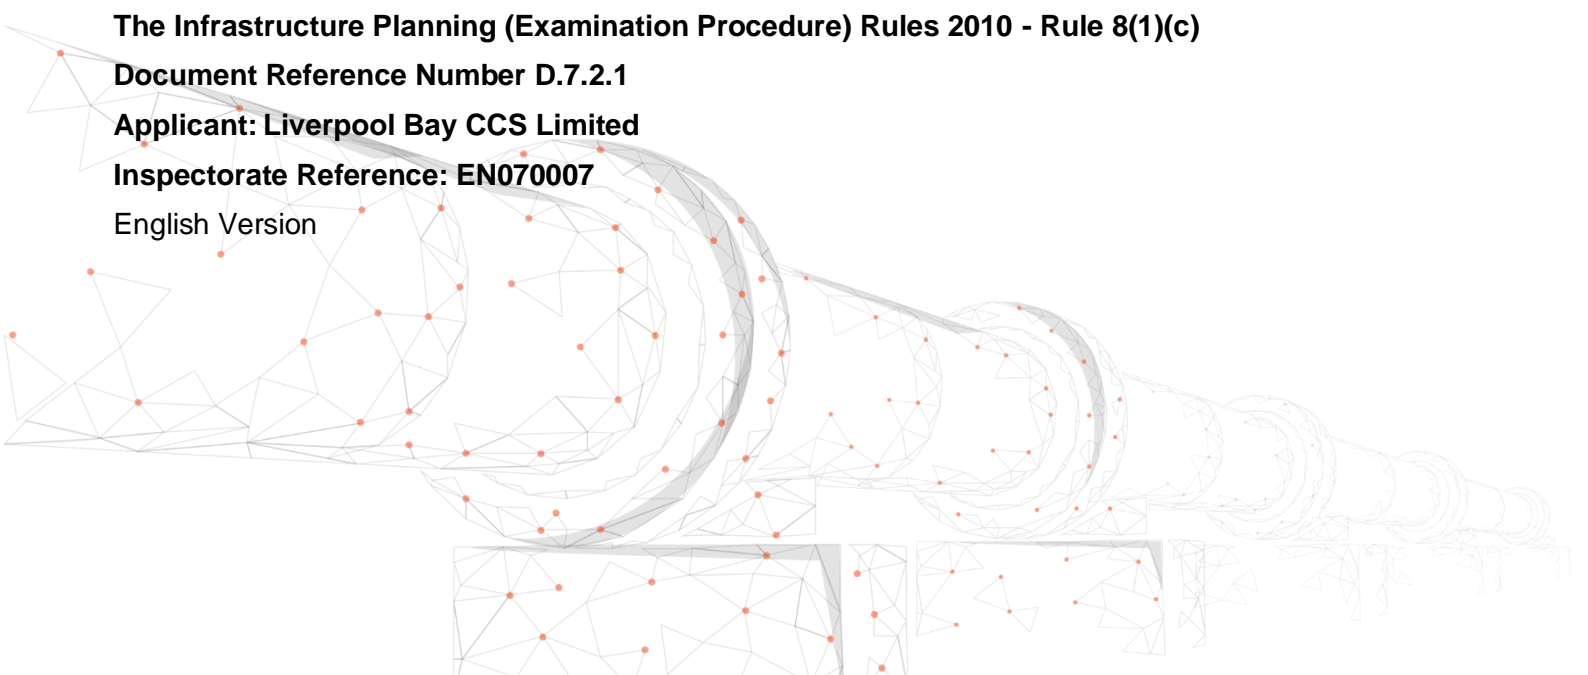 The Infrastructure Planning (Examination Procedure) Rules 2010 - Rule 8(1)(c)
Document Reference Number D.7.2.1
Applicant: Liverpool Bay CCS Limited
Inspectorate Reference: EN070007
English Version